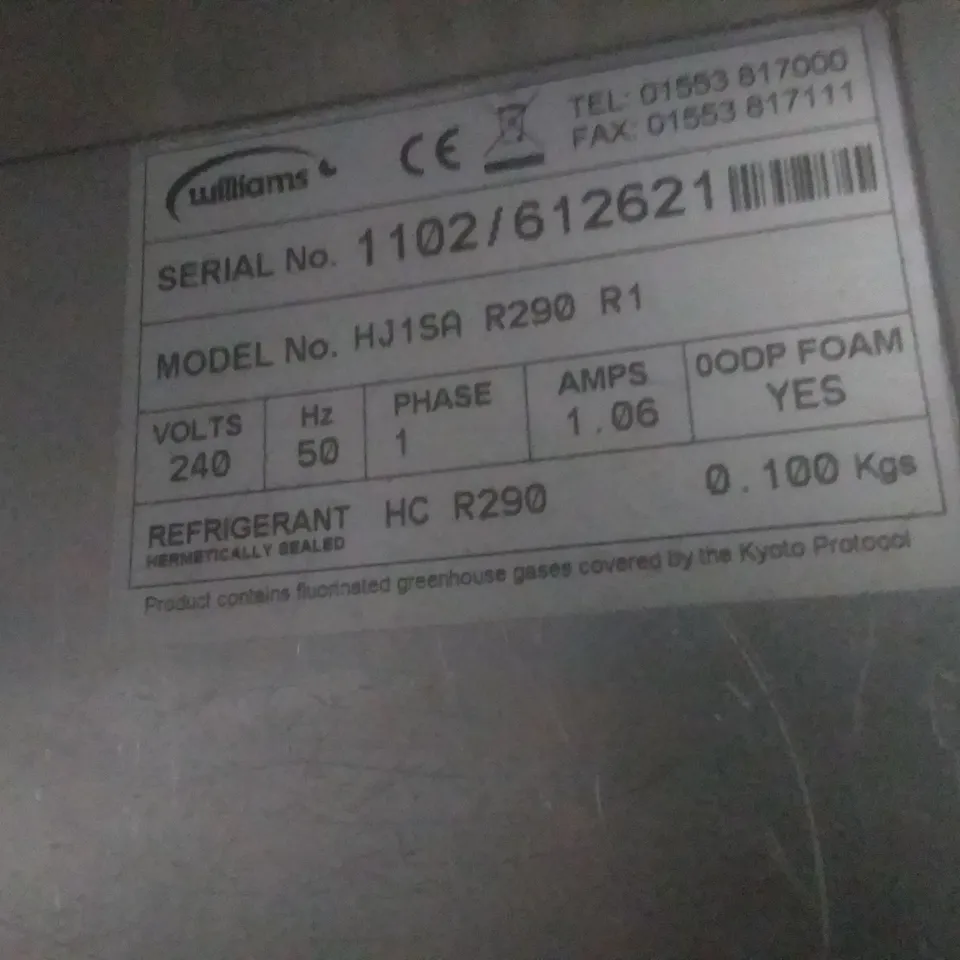 williams
CE
TEL: 01553 817000
FAX: 01553 817111
SERIAL No. 1102/612621
MODEL No. HJ1SA R290 R1
VOLTS Hz PHASE AMPS 0ODP FOAM
240 50 1 1.06 YES
REFRIGERANT HC R290 0.100 Kgs
HERMETICALLY SEALED
Product contains fluorinated greenhouse gases covered by the Kyoto Protocol